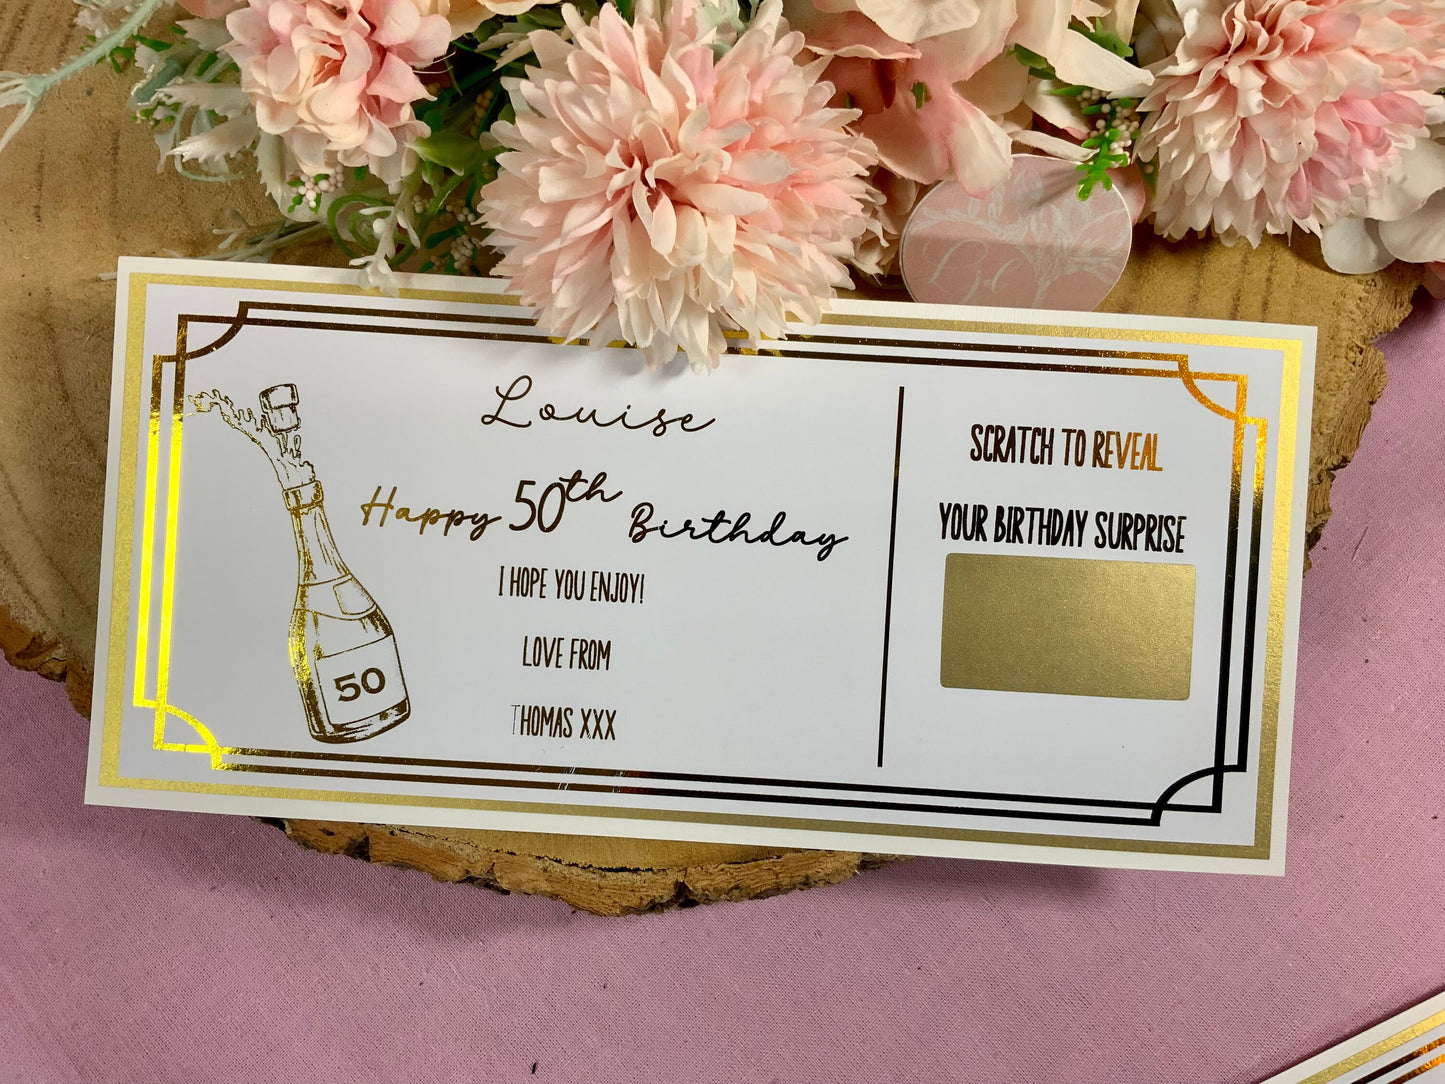 Louise
Happy 50th Birthday
I HOPE YOU ENJOY!
LOVE FROM
THOMAS XXX
50
SCRATCH TO REVEAL
YOUR BIRTHDAY SURPRISE